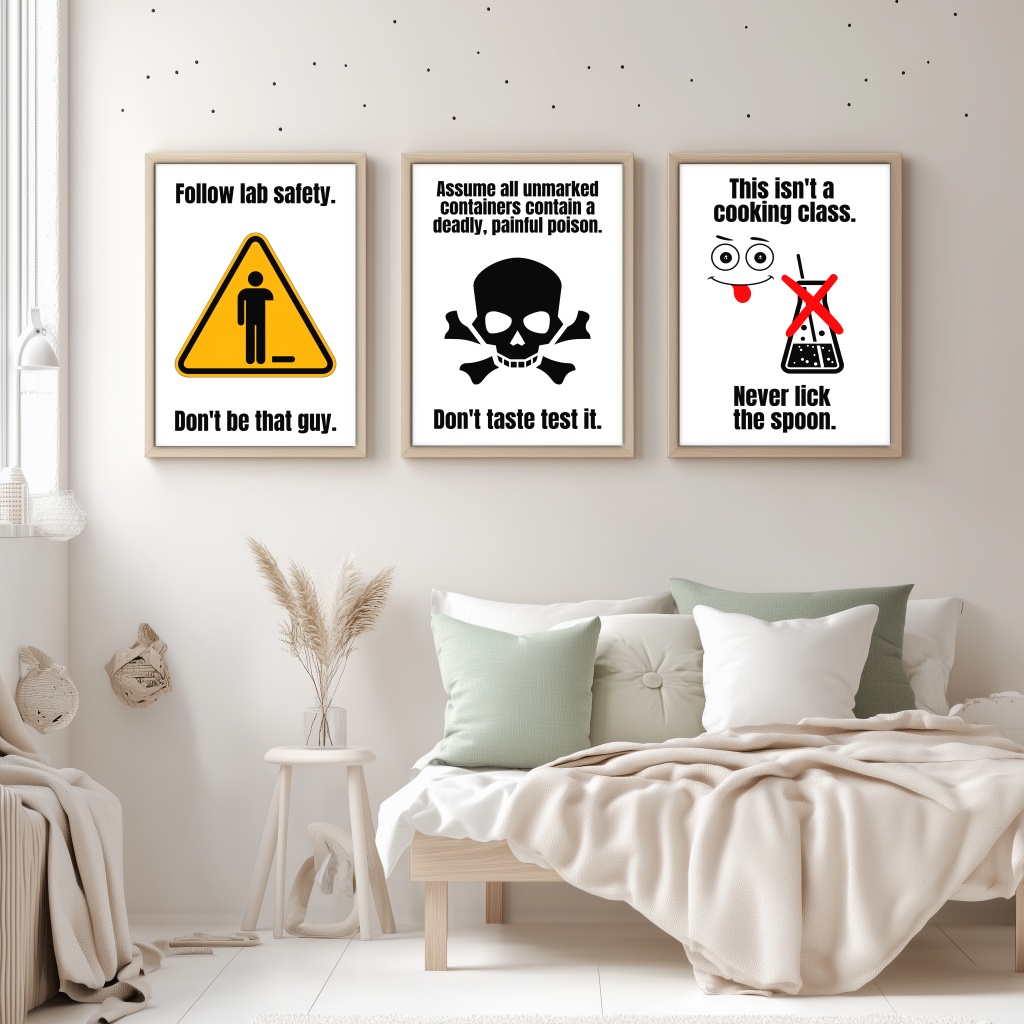 Follow lab safety.
Don't be that guy.
Assume all unmarked
containers contain a
deadly, painful poison.
Don't taste test it.
This isn't a
cooking class.
Never lick
the spoon.